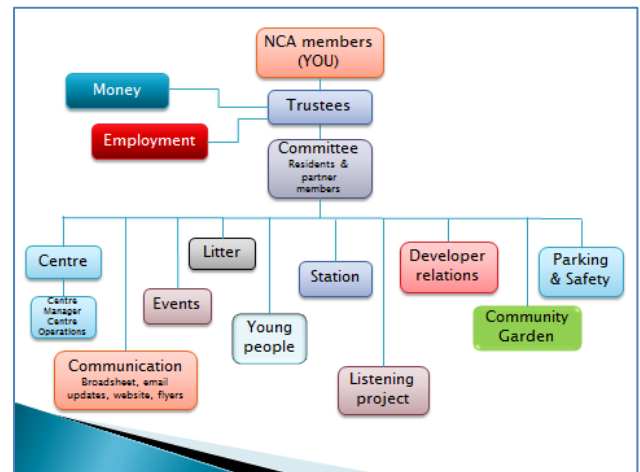 NCA members
(YOU)
Money
Trustees
Employment
Committee
Residents &
partner
members
Centre
Litter
Station
Developer
relations
Parking
& Safety
Centre
Manager
Centre
Operations
Events
Young
people
Community
Garden
Communication
Broadsheet, email
updates, website, flyers
Listening
project